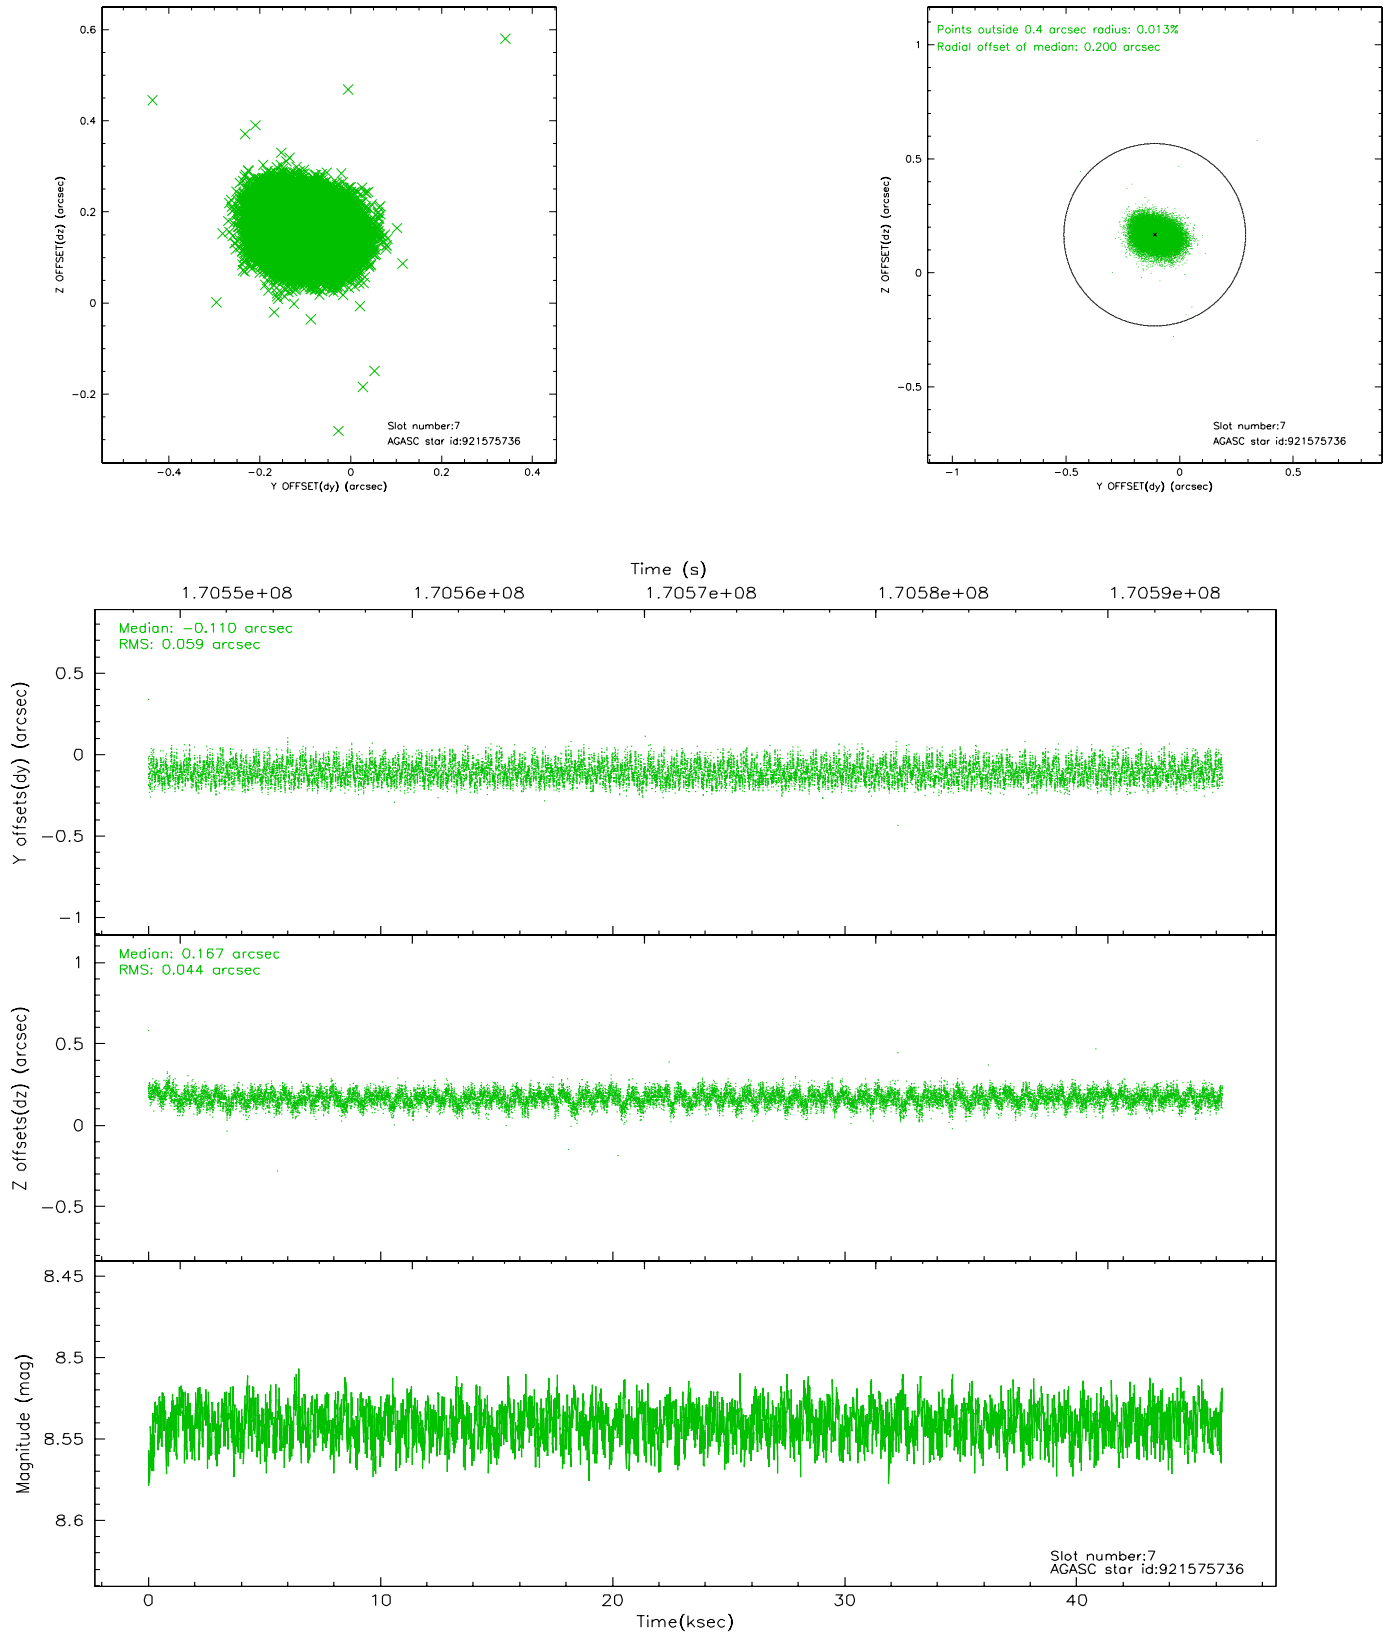 0.6
0.4
0.2
0
−0.2
Z OFFSET(dz) (arcsec)
Slot number:7
AGASC star id:921575736
−0.4 −0.2 0 0.2 0.4
Y OFFSET(dy) (arcsec)
Points outside 0.4 arcsec radius: 0.013%
Radial offset of median: 0.200 arcsec
1
0.5
0
−0.5
Z OFFSET(dz) (arcsec)
Slot number:7
AGASC star id:921575736
−1 −0.5 0 0.5
Y OFFSET(dy) (arcsec)
Time (s)
1.7055e+08 1.7056e+08 1.7057e+08 1.7058e+08 1.7059e+08
Median: −0.110 arcsec
RMS: 0.059 arcsec
0.5
0
−0.5
−1
Y offsets(dy) (arcsec)
Median: 0.167 arcsec
RMS: 0.044 arcsec
1
0.5
0
−0.5
Z offsets(dz) (arcsec)
8.45
8.5
8.55
8.6
Magnitude (mag)
Slot number:7
AGASC star id:921575736
0 10 20 30 40
Time(ksec)